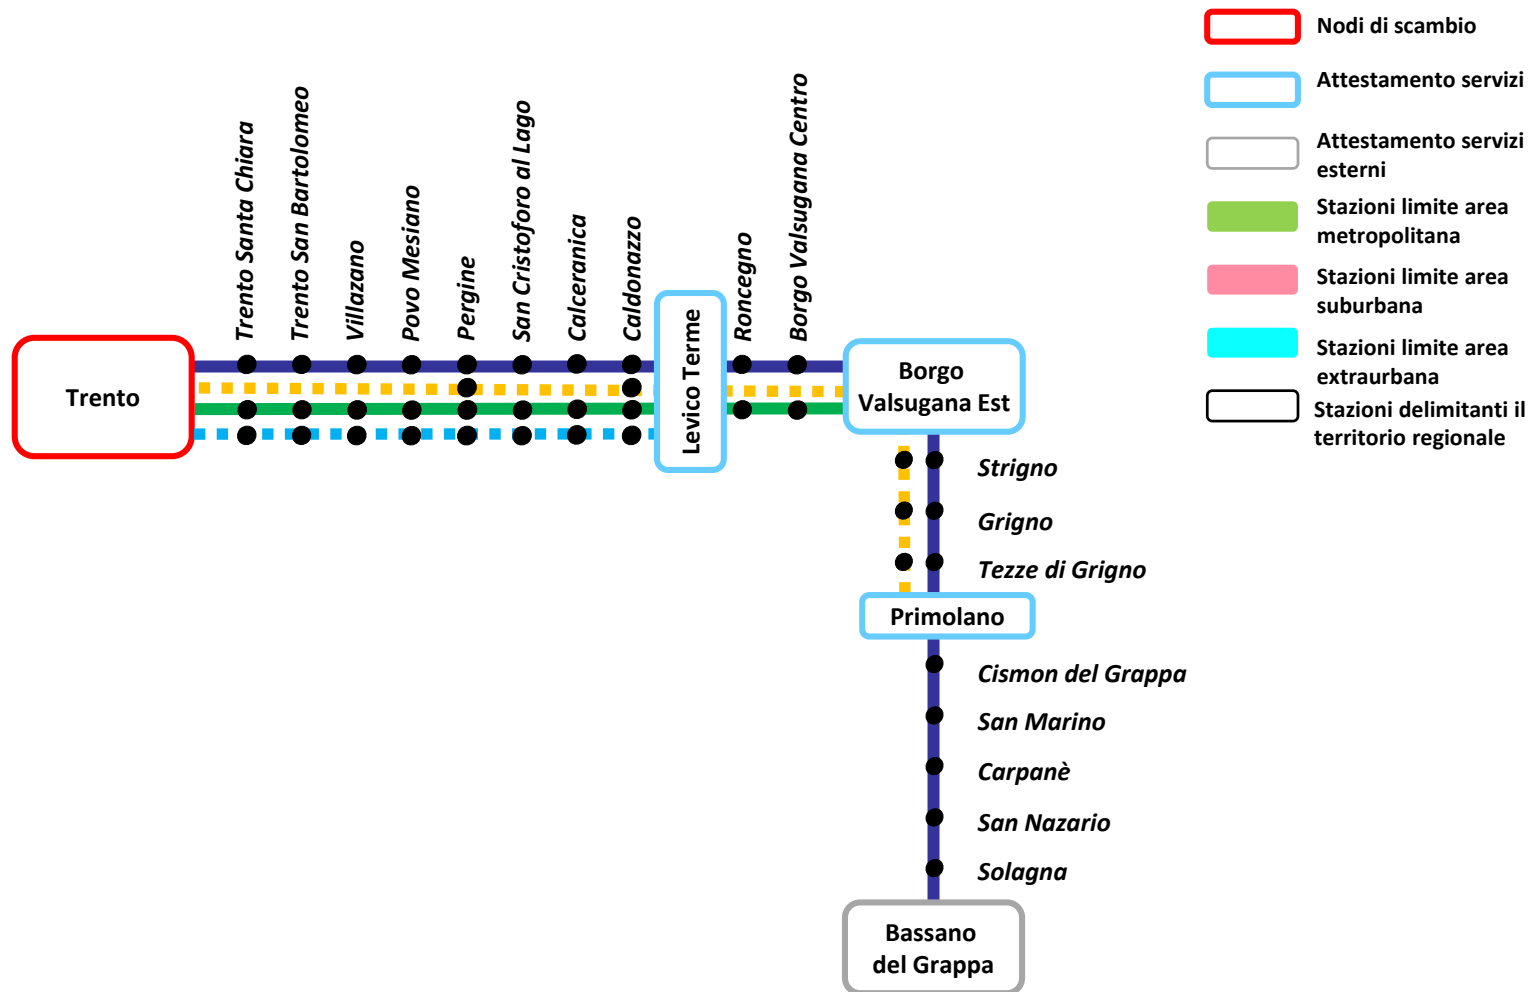 Nodi di scambio
Attestamento servizi
Attestamento servizi
esterni
Stazioni limite area
metropolitana
Stazioni limite area
suburbana
Stazioni limite area
extraurbana
Stazioni delimitanti il
territorio regionale
Trento
Trento Santa Chiara
Trento San Bartolomeo
Villazano
Povo Mesiano
Pergine
San Cristoforo al Lago
Calceranica
Caldonazzo
Levico Terme
Roncegno
Borgo Valsugana Centro
Borgo
Valsugana Est
Strigno
Grigno
Tezze di Grigno
Primolano
Cismon del Grappa
San Marino
Carpanè
San Nazario
Solagna
Bassano
del Grappa